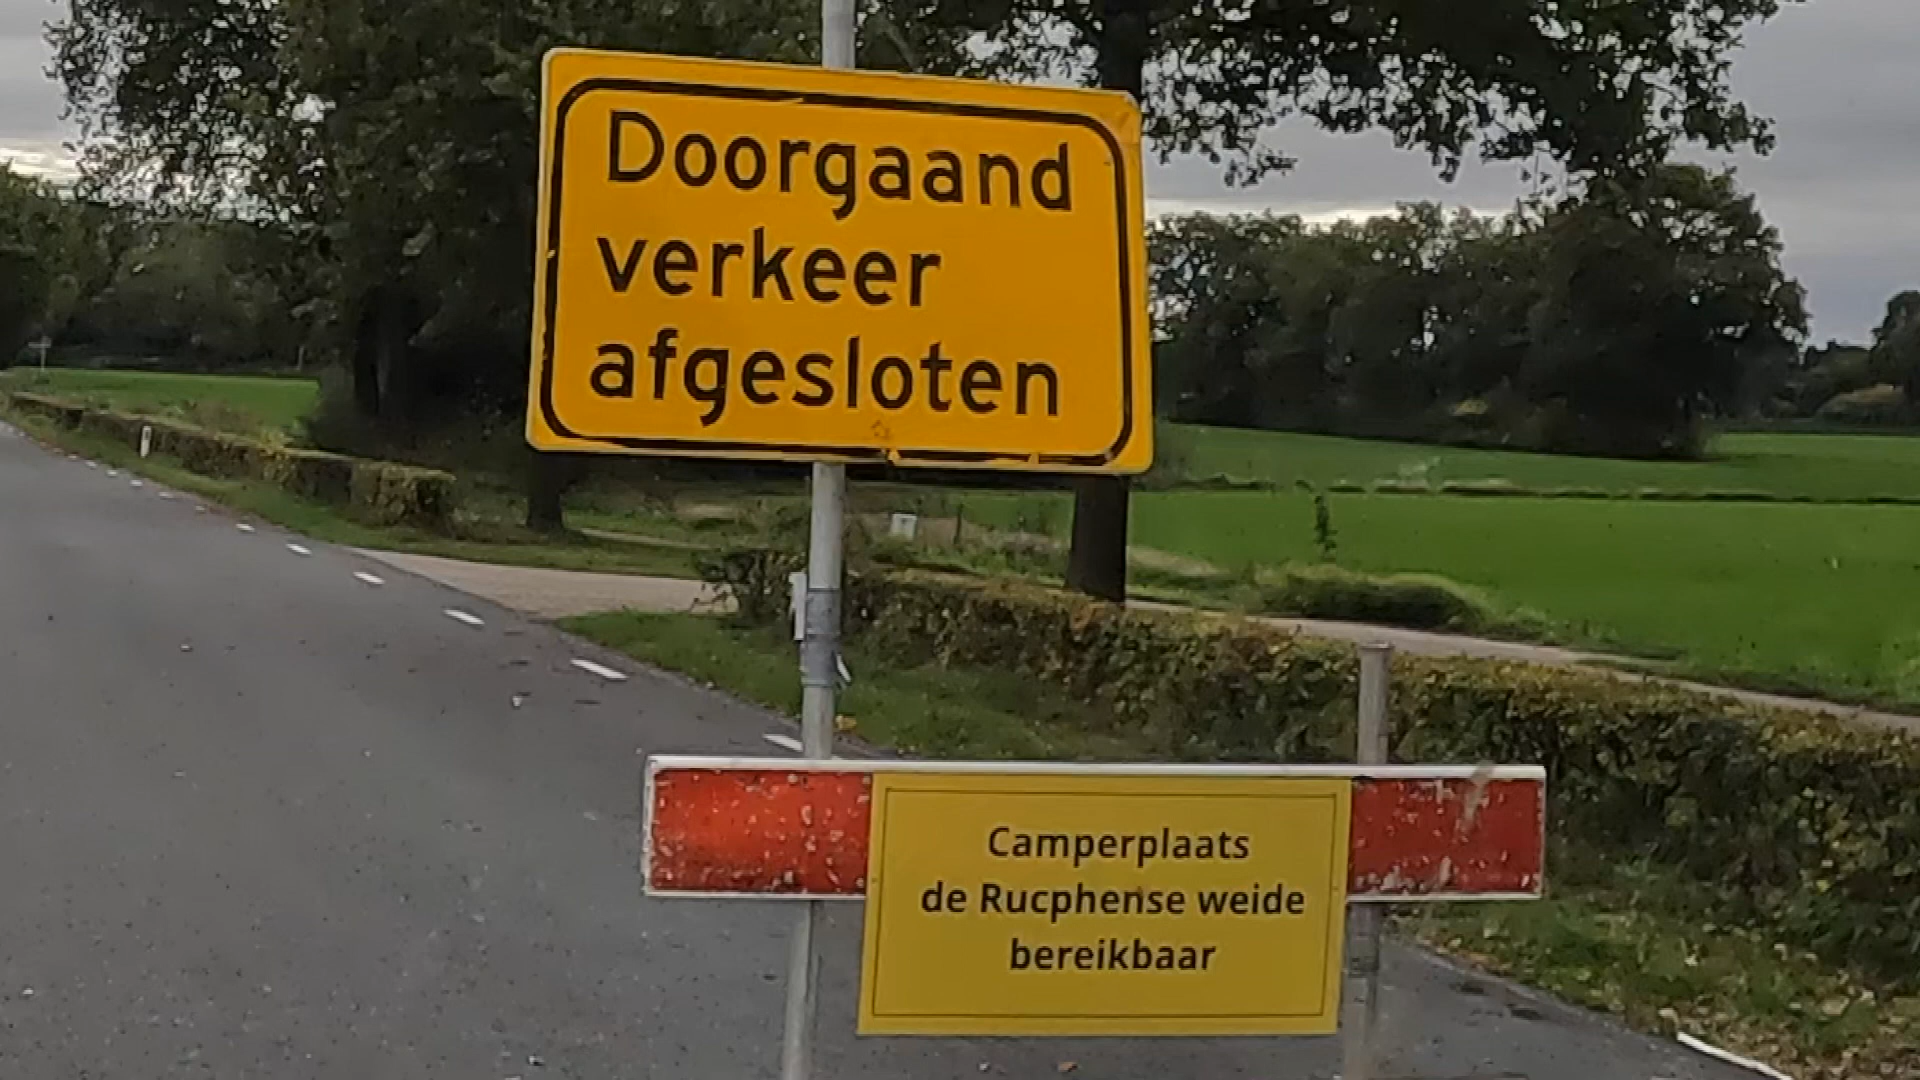 Doorgaand
verkeer
afgesloten
Camperplaats
de Rucphense weide
bereikbaar